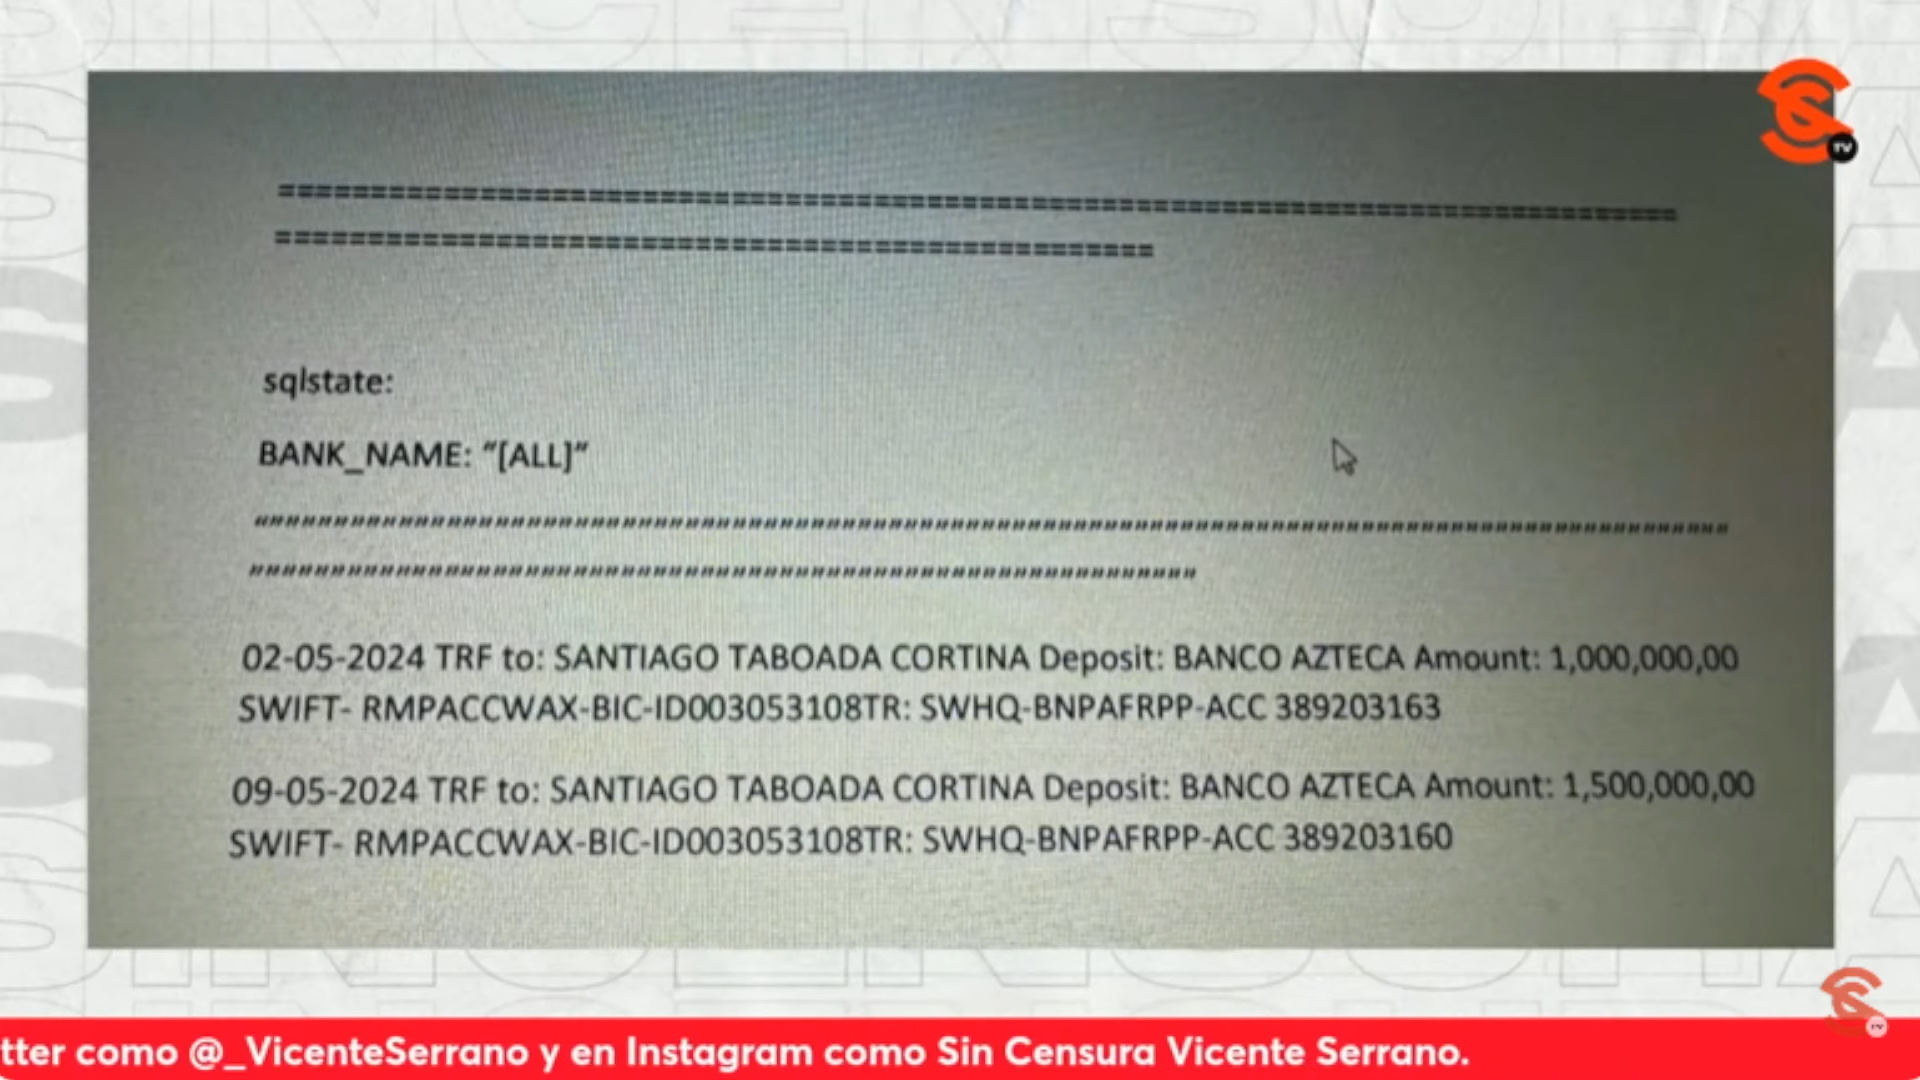 TV
================================================================================
==================================================
sqlstate:
BANK_NAME: “[ALL]”
02-05-2024 TRF to: SANTIAGO TABOADA CORTINA Deposit: BANCO AZTECA Amount: 1,000,000,00
SWIFT- RMPACCWAX-BIC-ID003053108TR: SWHQ-BNPAFRPP-ACC 389203163
09-05-2024 TRF to: SANTIAGO TABOADA CORTINA Deposit: BANCO AZTECA Amount: 1,500,000,00
SWIFT- RMPACCWAX-BIC-ID003053108TR: SWHQ-BNPAFRPP-ACC 389203160
TV
tter como @_VicenteSerrano y en Instagram como Sin Censura Vicente Serrano.